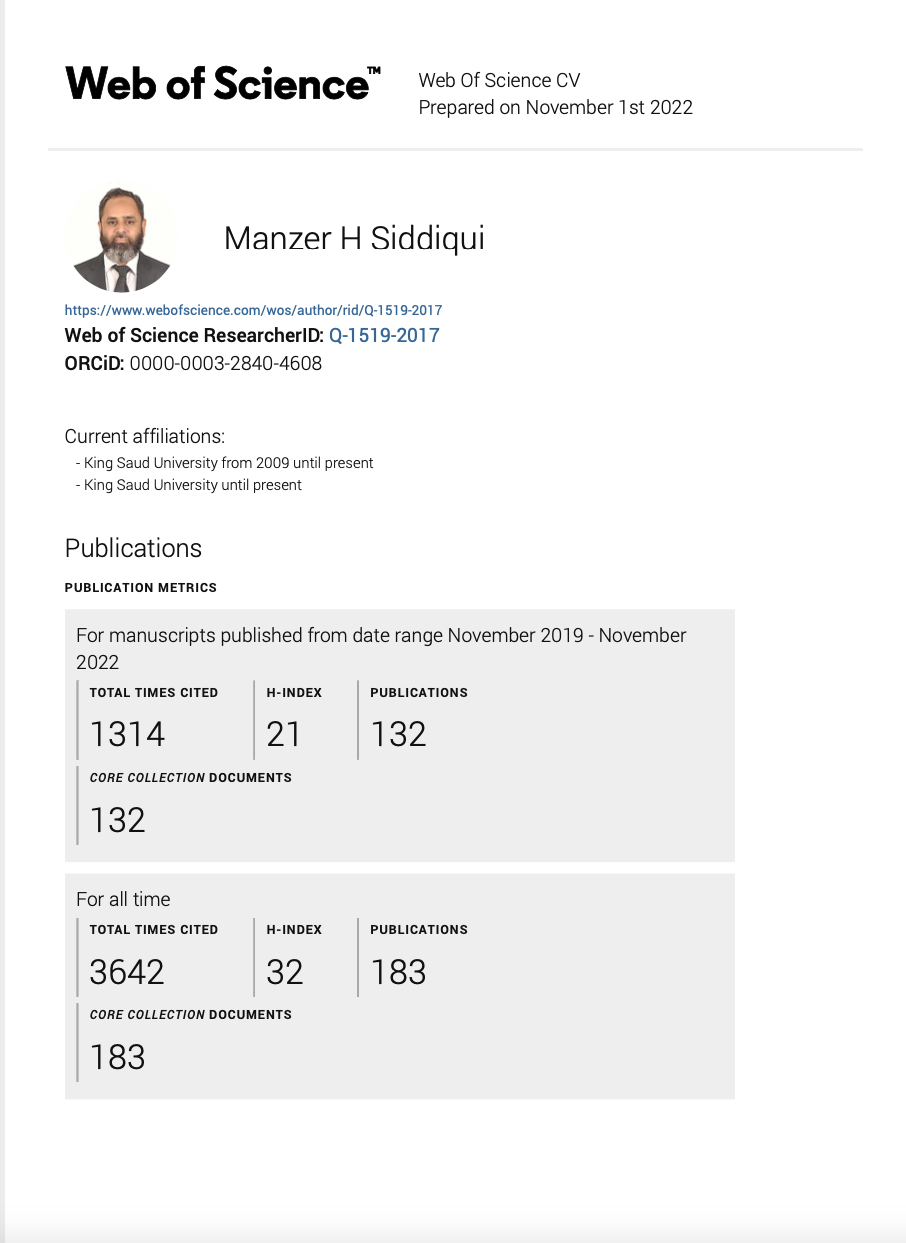 Web of Science™
Web Of Science CV
Prepared on November 1st 2022
Manzer H Siddiqui
https://www.webofscience.com/wos/author/rid/Q-1519-2017
Web of Science ResearcherID: Q-1519-2017
ORCiD: 0000-0003-2840-4608
Current affiliations:
- King Saud University from 2009 until present
- King Saud University until present
Publications
PUBLICATION METRICS
For manuscripts published from date range November 2019 - November
2022
TOTAL TIMES CITED H-INDEX PUBLICATIONS
1314 21 132
CORE COLLECTION DOCUMENTS
132
For all time
TOTAL TIMES CITED H-INDEX PUBLICATIONS
3642 32 183
CORE COLLECTION DOCUMENTS
183